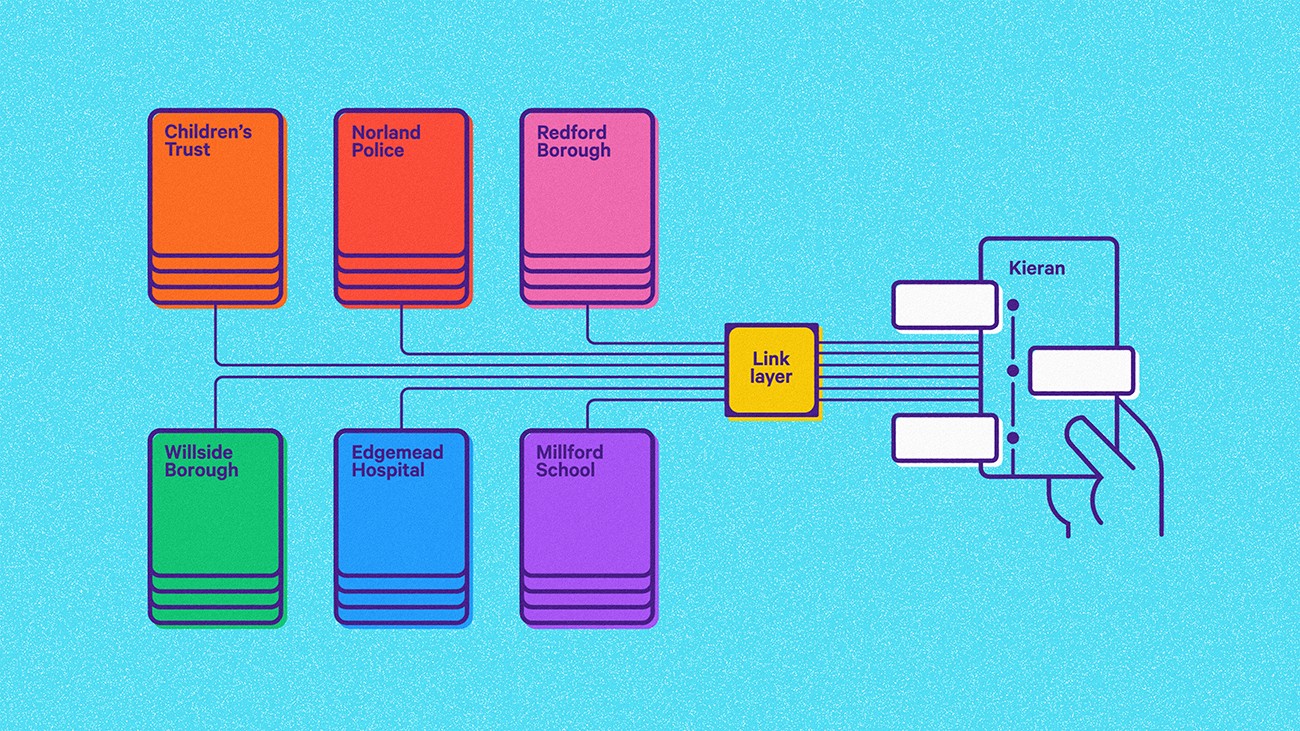 Children's
Trust
Norland
Police
Redford
Borough
Kieran
Link
layer
Willside
Borough
Edgemead
Hospital
Millford
School